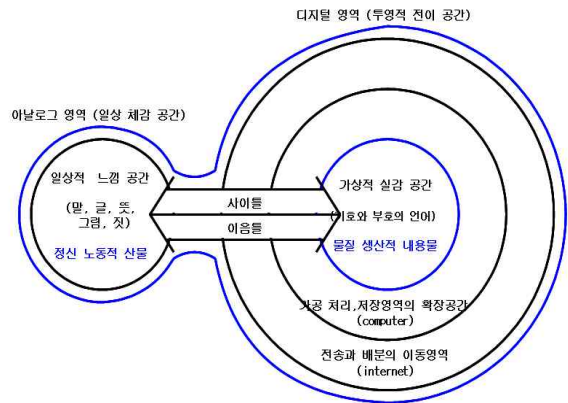 디지털 영역 (투영적 전이 공간)
아날로그 영역 (일상 체감 공간)
일상적 느낌 공간
(말, 글, 뜻,
그림, 짓)
정신 노동적 산물
사이틀
이음틀
가상적 실감 공간
(기호와 부호의 언어)
물질 생산적 내용물
가공 처리,저장영역의 확장공간
(computer)
전송과 배분의 이동영역
(internet)